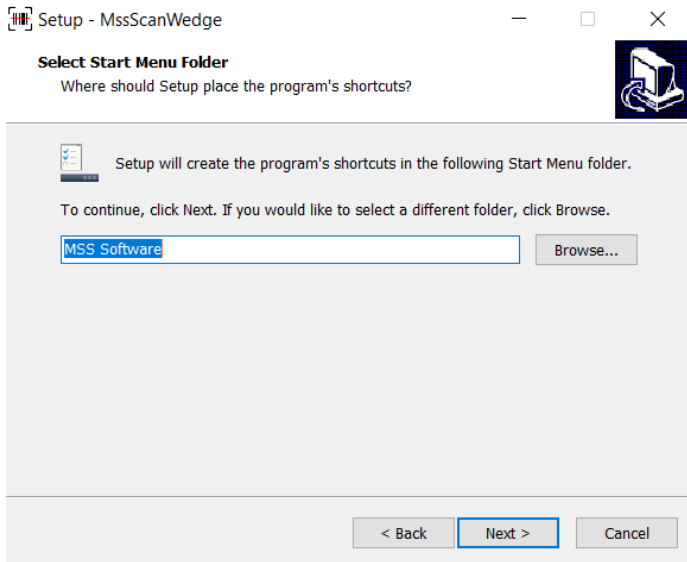 Setup - MssScanWedge
Select Start Menu Folder
Where should Setup place the program's shortcuts?
Setup will create the program's shortcuts in the following Start Menu folder.
To continue, click Next. If you would like to select a different folder, click Browse.
MSS Software
Browse...
< Back
Next >
Cancel